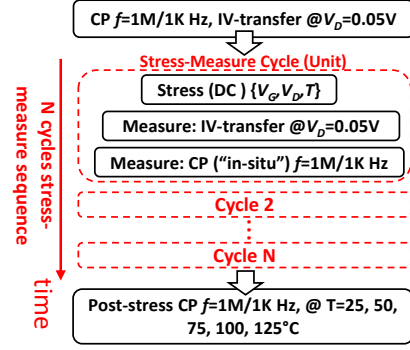 CP f=1M/1K Hz, IV-transfer @VD=0.05V
Stress-Measure Cycle (Unit)
Stress (DC ) {VG,VD,T}
Measure: IV-transfer @VD=0.05V
Measure: CP ("in-situ") f=1M/1K Hz
Cycle 2
Cycle N
Post-stress CP f=1M/1K Hz, @ T=25, 50,
75, 100, 125°C
N cycles stress-
measure sequence
time